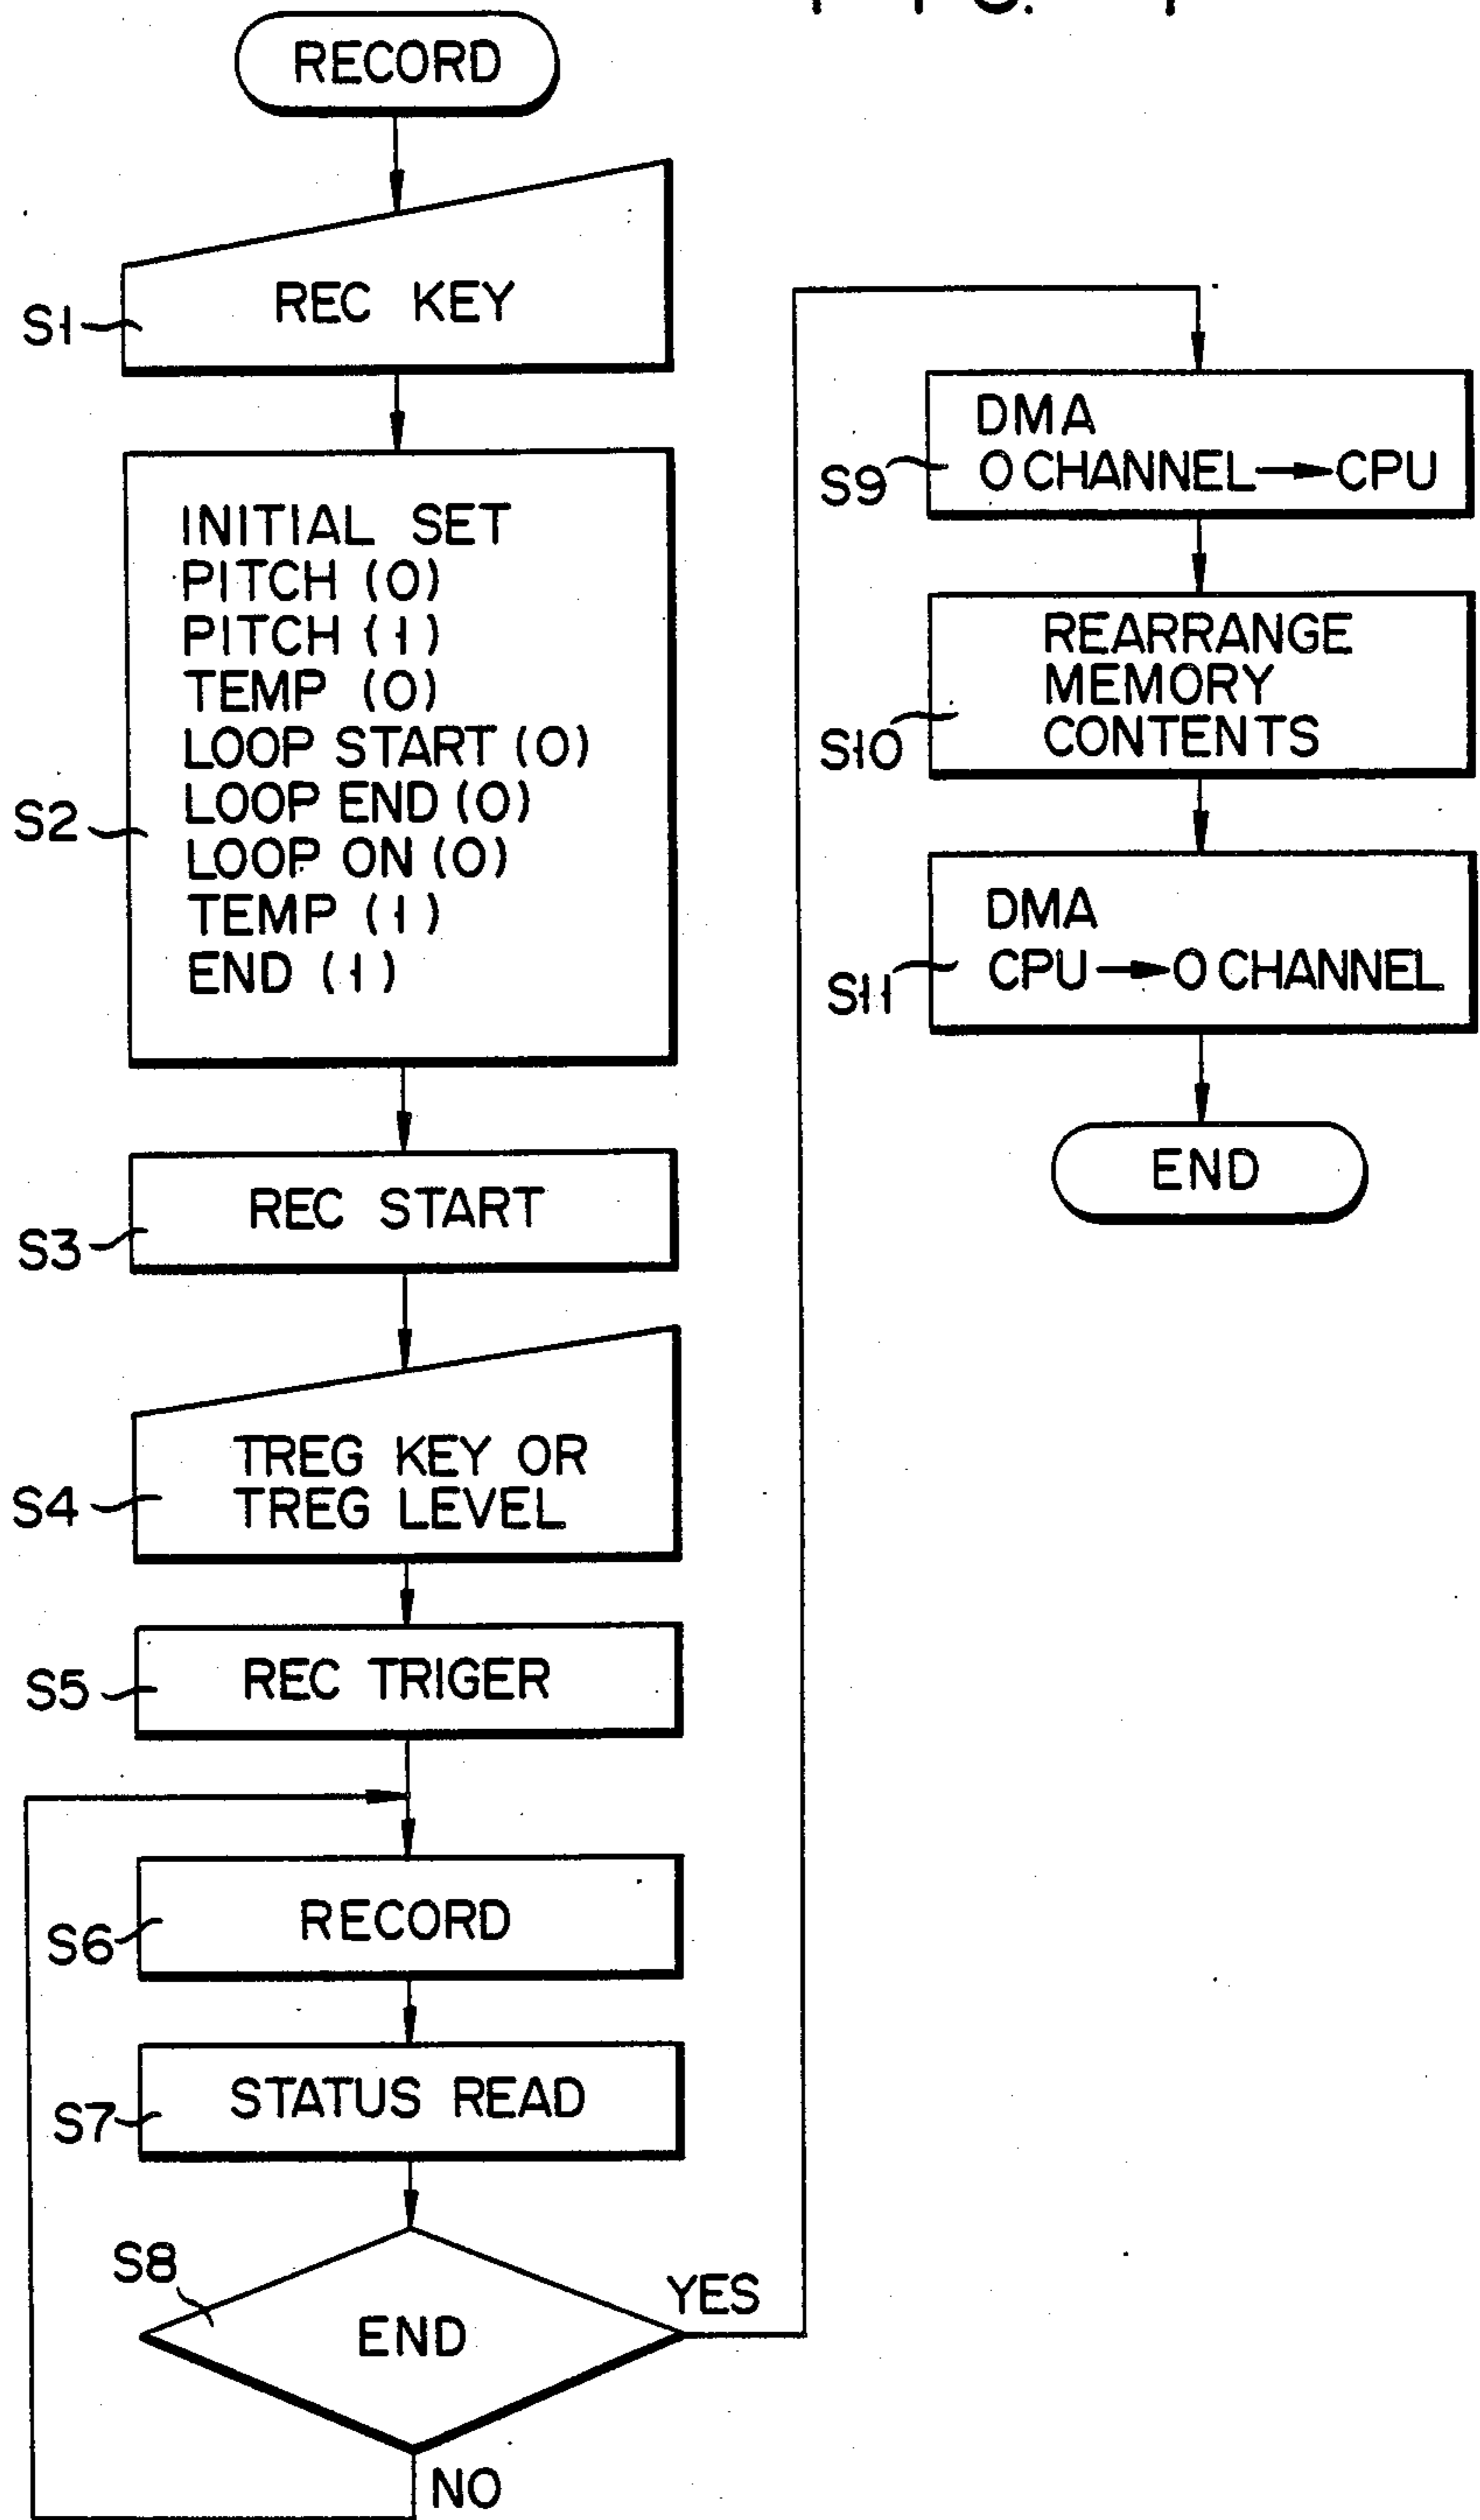 RECORD
S1
REC KEY
S2
INITIAL SET
PITCH (0)
PITCH (1)
TEMP (0)
LOOP START (0)
LOOP END (0)
LOOP ON (0)
TEMP (1)
END (1)
S3
REC START
S4
TREG KEY OR
TREG LEVEL
S5
REC TRIGER
S6
RECORD
S7
STATUS READ
S8
END
YES
NO
S9
DMA
0 CHANNEL → CPU
S10
REARRANGE
MEMORY
CONTENTS
S11
DMA
CPU → 0 CHANNEL
END